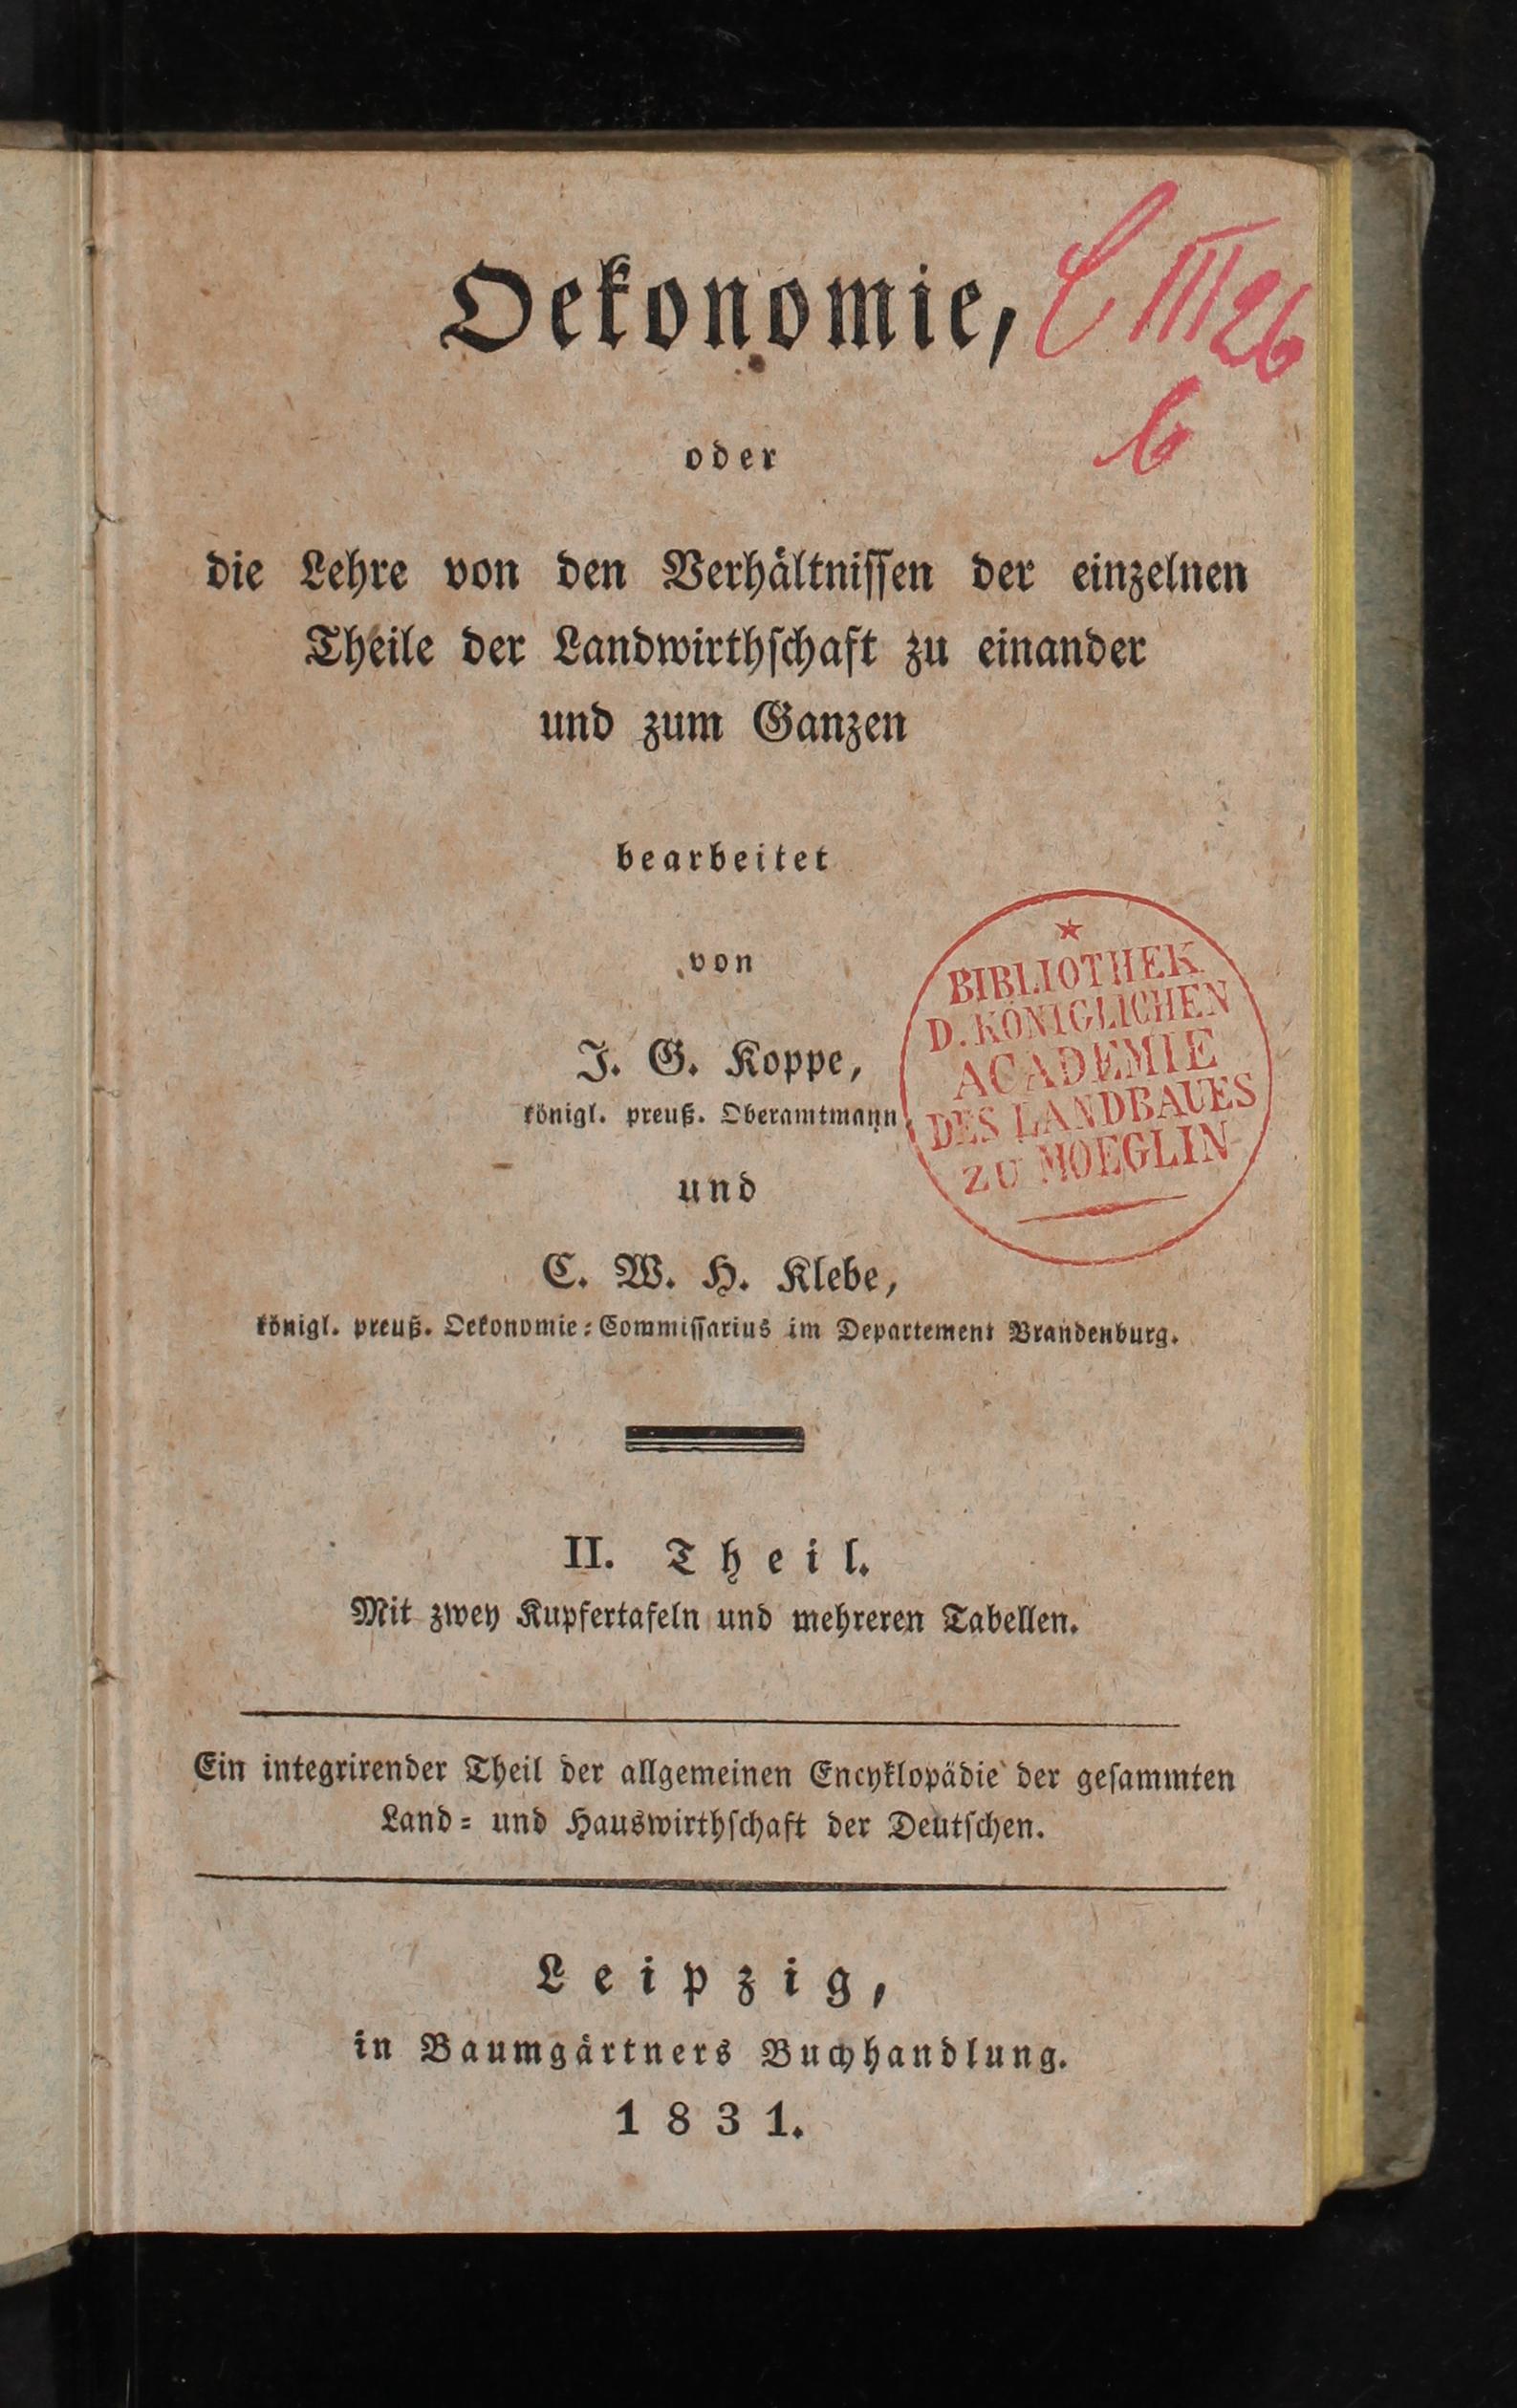 Oekonomie,
C III 26
6
oder
die Lehre von den Verhältnissen der einzelnen
Theile der Landwirthschaft zu einander
und zum Ganzen
bearbeitet
von
J. G. Koppe,
königl. preuß. Oberamtmann,
und
C. W. H. Klebe,
königl. preuß. Oekonomie-Commissarius im Departement Brandenburg.
★
BIBLIOTHEK
D. KÖNIGLICHEN
ACADEMIE
DES LANDBAUES
ZU MOEGLIN
II. Theil.
Mit zwey Kupfertafeln und mehreren Tabellen.
Ein integrirender Theil der allgemeinen Encyklopädie der gesammten
Land- und Hauswirthschaft der Deutschen.
Leipzig,
in Baumgärtners Buchhandlung.
1831.